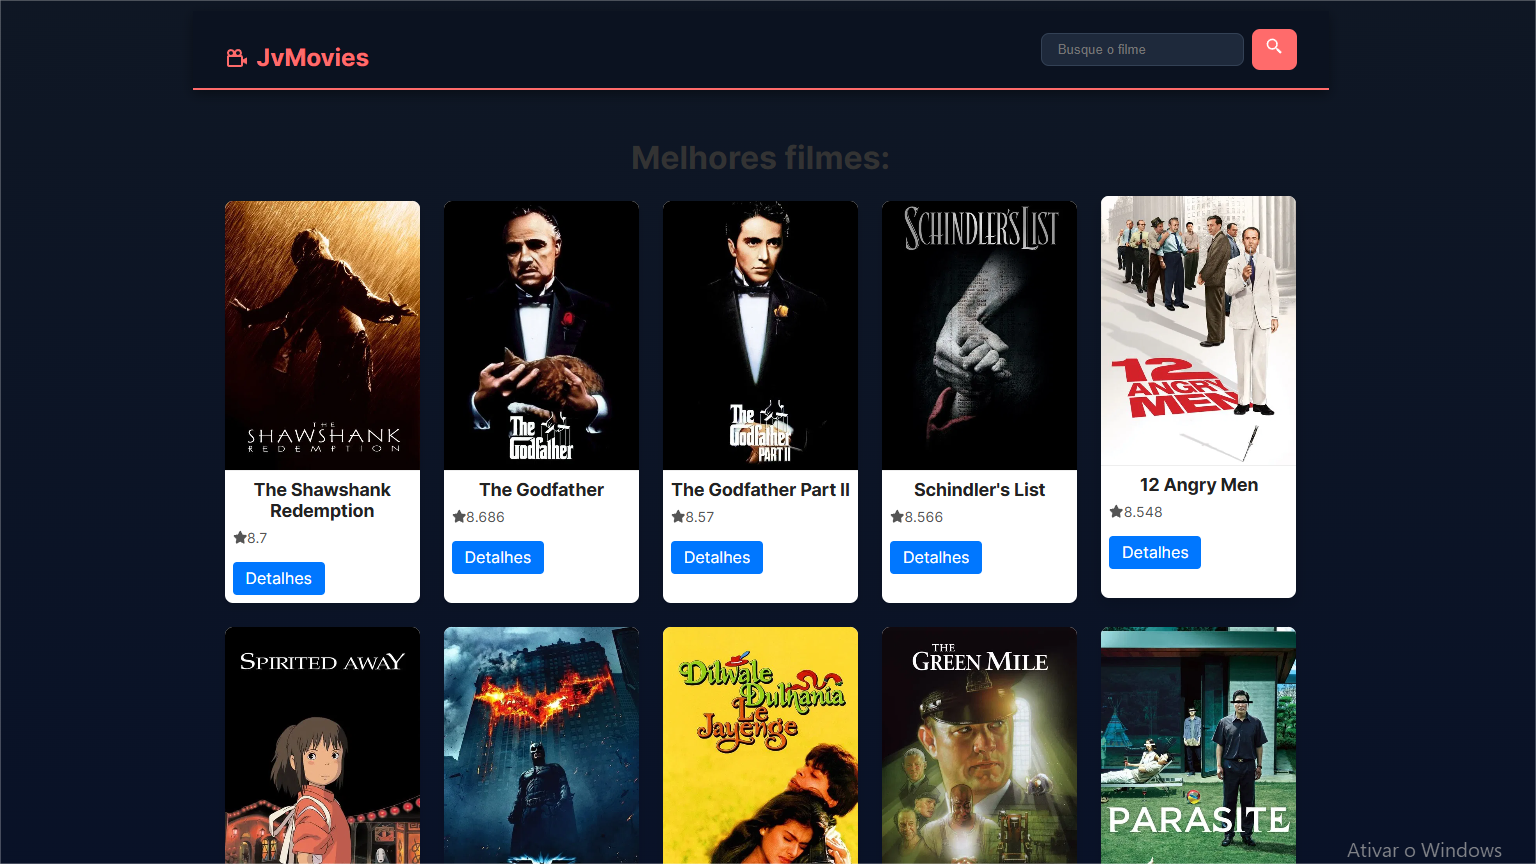 JvMovies
Busque o filme
Melhores filmes:
SCHINDLER'S LIST
12
ANGRY
MEN
THE
SHAWSHANK
REDEMPTION
The
Godfather
The
Godfather
PART II
The Shawshank
Redemption
8.7
Detalhes
The Godfather
8.686
Detalhes
The Godfather Part II
8.57
Detalhes
Schindler's List
8.566
Detalhes
12 Angry Men
8.548
Detalhes
SPIRITED AWAY
Dilwale
Dulhania
Le
Jayenge
THE
GREEN MILE
PARASITE
Ativar o Windows